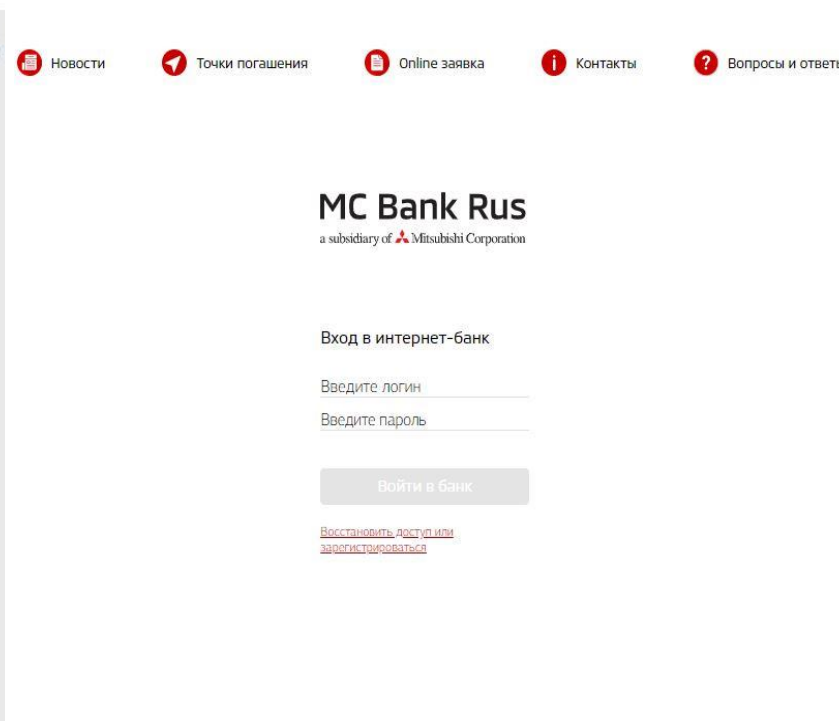 Новости
Точки погашения
Online заявка
Контакты
Вопросы и ответ
MC Bank Rus
a subsidiary of Mitsubishi Corporation
Вход в интернет-банк
Введите логин
Введите пароль
Войти в банк
Восстановить доступ или
зарегистрироваться